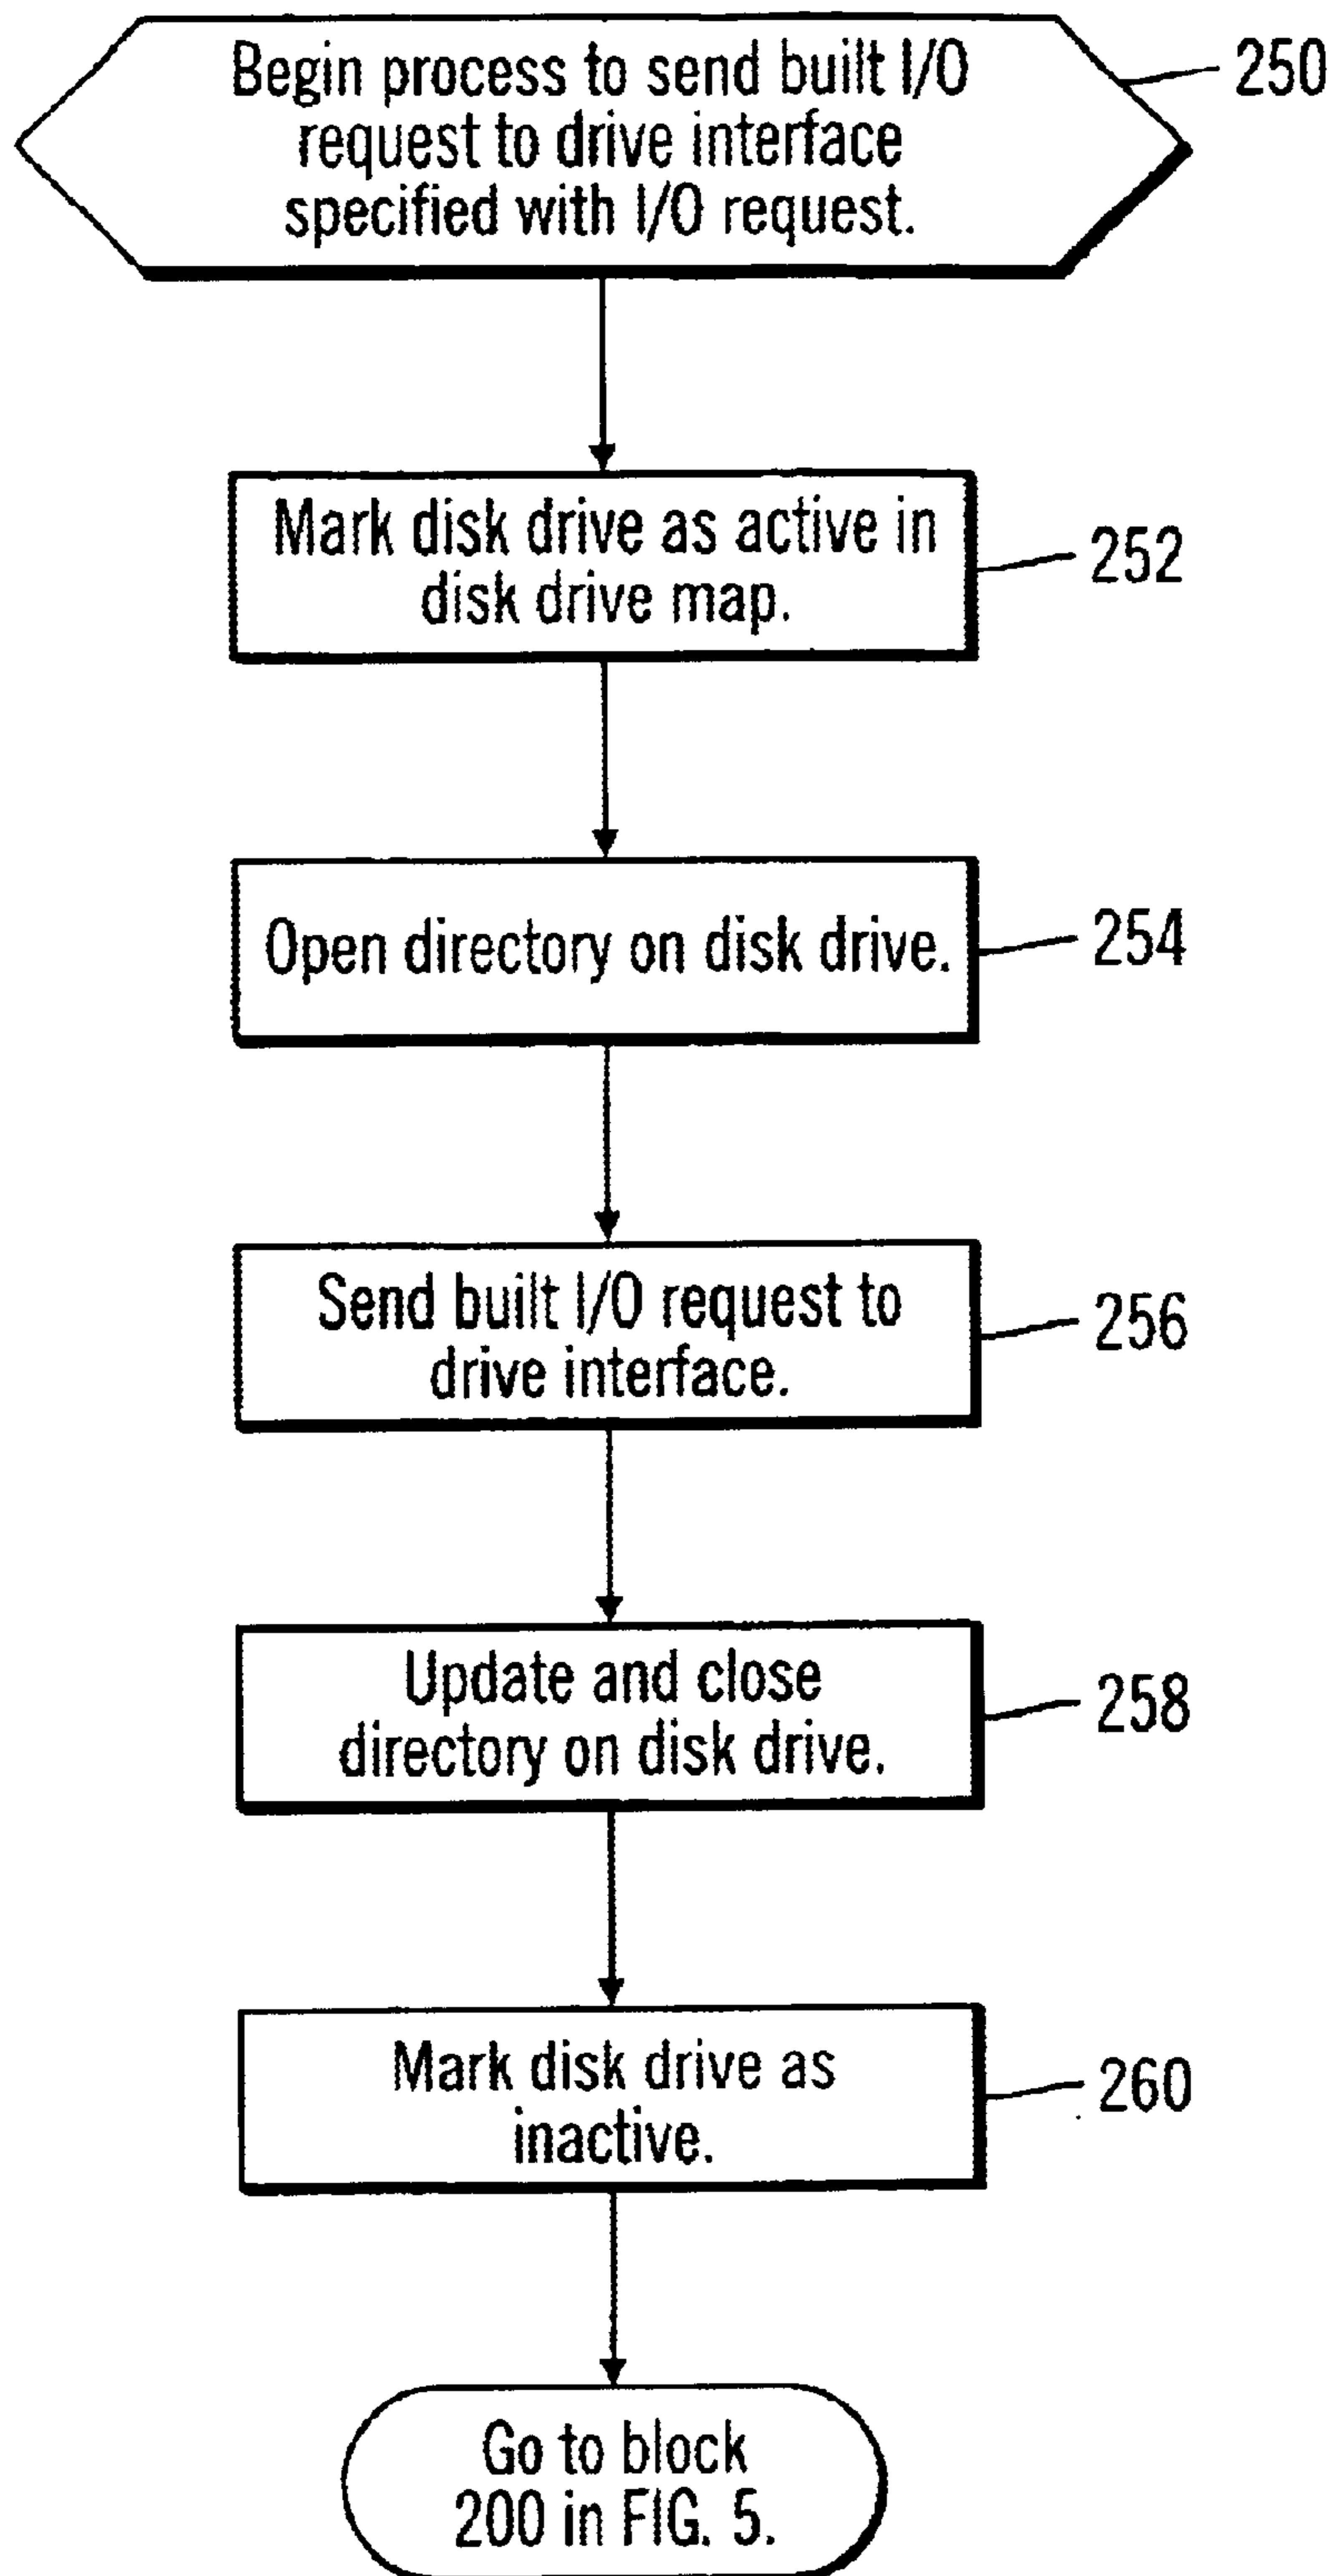 Begin process to send built I/O
request to drive interface
specified with I/O request.
250
Mark disk drive as active in
disk drive map.
252
Open directory on disk drive.
254
Send built I/O request to
drive interface.
256
Update and close
directory on disk drive.
258
Mark disk drive as
inactive.
260
Go to block
200 in FIG. 5.